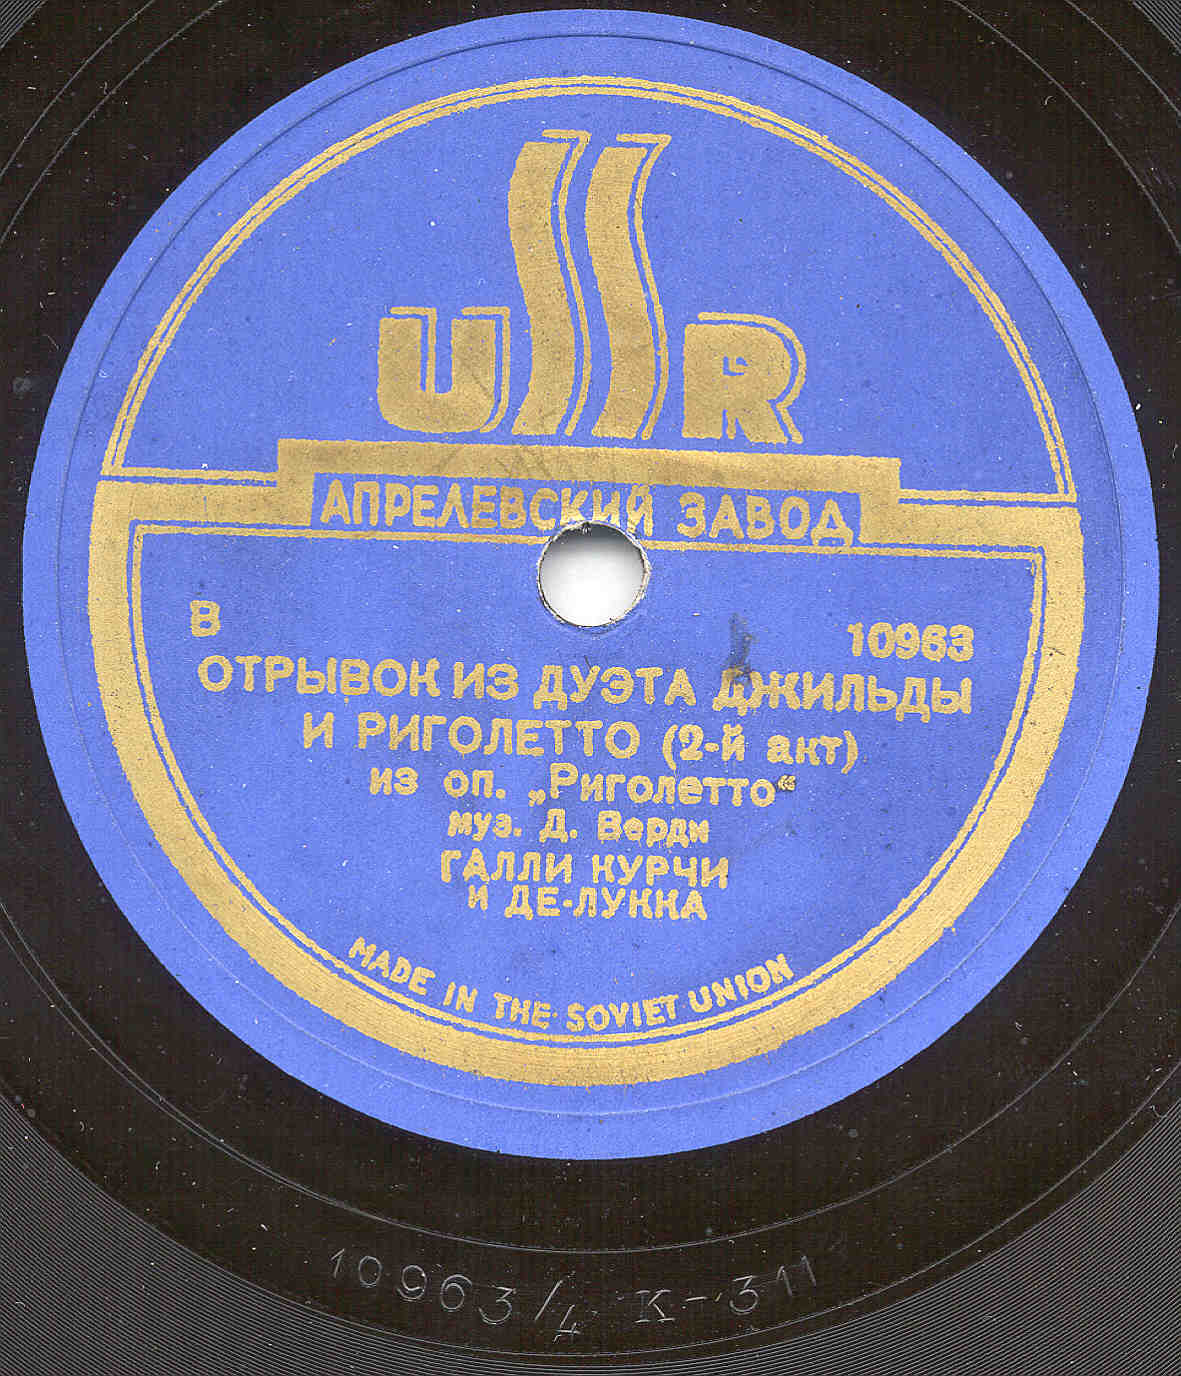 USSR
АПРЕЛЕВСКИЙ ЗАВОД
В 10963
ОТРЫВОК ИЗ ДУЭТА ДЖИЛЬДЫ
И РИГОЛЕТТО (2-й акт)
из оп. „Риголетто“
муз. Д. Верди
ГАЛЛИ КУРЧИ
И ДЕ-ЛУККА
MADE IN THE SOVIET UNION
10963/4 К-311